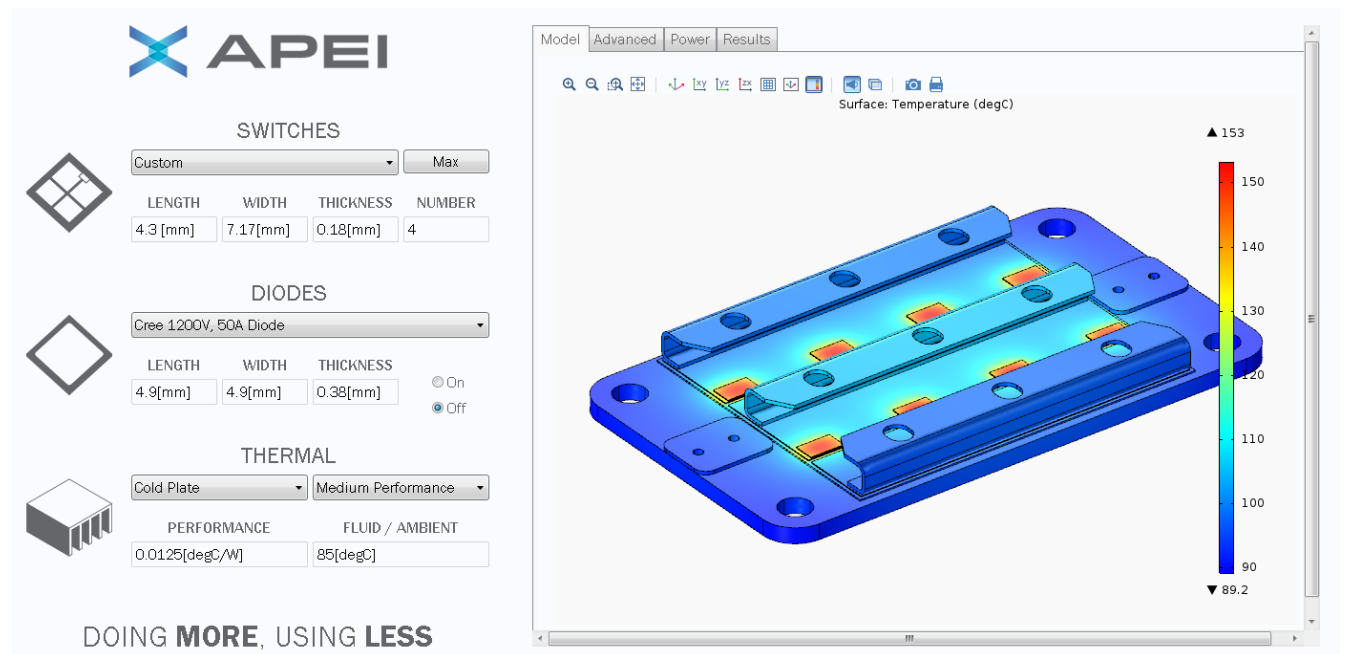 APEI
SWITCHES
Custom
Max
LENGTH WIDTH THICKNESS NUMBER
4.3 [mm] 7.17[mm] 0.18[mm] 4
DIODES
Cree 1200V, 50A Diode
LENGTH WIDTH THICKNESS
4.9[mm] 4.9[mm] 0.38[mm]
On
Off
THERMAL
Cold Plate Medium Performance
PERFORMANCE FLUID / AMBIENT
0.0125[degC/W] 85[degC]
DOING MORE, USING LESS
Model Advanced Power Results
xy yz zx
Surface: Temperature (degC)
▲ 153
150
140
130
120
110
100
90
▼ 89.2